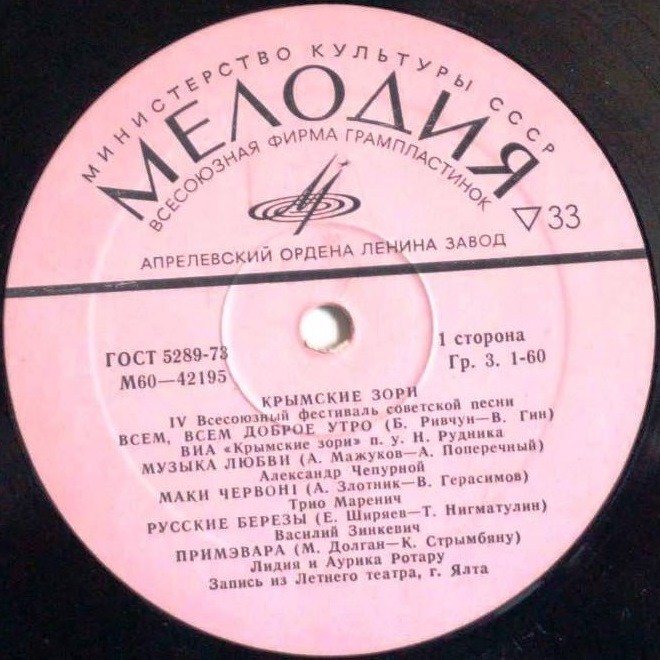 МИНИСТЕРСТВО КУЛЬТУРЫ СССР
МЕЛОДИЯ
ВСЕСОЮЗНАЯ ФИРМА ГРАМПЛАСТИНОК
33
АПРЕЛЕВСКИЙ ОРДЕНА ЛЕНИНА ЗАВОД
ГОСТ 5289-73
М60—42195
1 сторона
Гр. 3. 1-60
КРЫМСКИЕ ЗОРИ
IV Всесоюзный фестиваль советской песни
ВСЕМ, ВСЕМ ДОБРОЕ УТРО (Б. Ривчун—В. Гин)
ВИА «Крымские зори» п. у. Н. Рудника
МУЗЫКА ЛЮБВИ (А. Мажуков—А. Поперечный)
Александр Чепурной
МАКИ ЧЕРВОНІ (А. Злотник—В. Герасимов)
Трио Маренич
РУССКИЕ БЕРЕЗЫ (Е. Ширяев—Т. Нигматулин)
Василий Зинкевич
ПРИМЭВАРА (М. Долган—К. Стрымбяну)
Лидия и Аурика Ротару
Запись из Летнего театра, г. Ялта